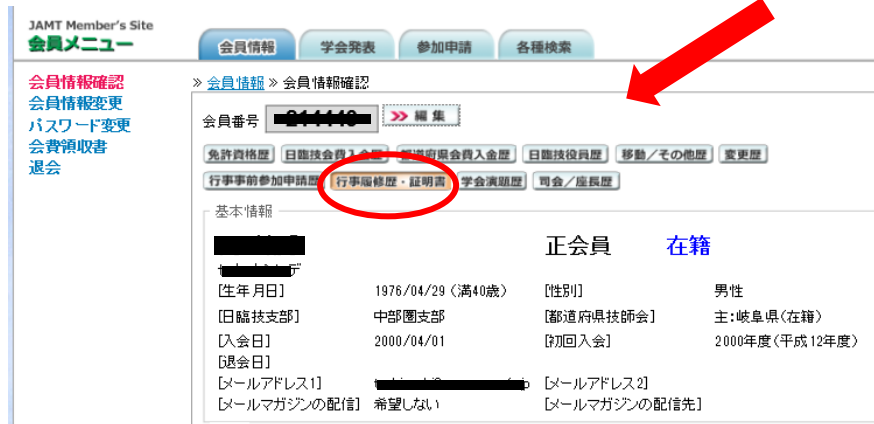 JAMT Member's Site
会員メニュー
会員情報 学会発表 参加申請 各種検索
会員情報確認
会員情報変更
パスワード変更
会費領収書
退会
» 会員情報 » 会員情報確認
会員番号 >> 編集
免許資格歴 日臨技会費入金歴 都道府県会費入金歴 日臨技役員歴 移動/その他歴 変更歴
行事事前参加申請歴 行事履修歴・証明書 学会演題歴 司会/座長歴
基本情報
正会員 在籍
[生年月日] 1976/04/29（満40歳） [性別] 男性
[日臨技支部] 中部圏支部 [都道府県技師会] 主:岐阜県(在籍)
[入会日] 2000/04/01 [初回入会] 2000年度(平成12年度)
[退会日]
[メールアドレス1] [メールアドレス2]
[メールマガジンの配信] 希望しない [メールマガジンの配信先]